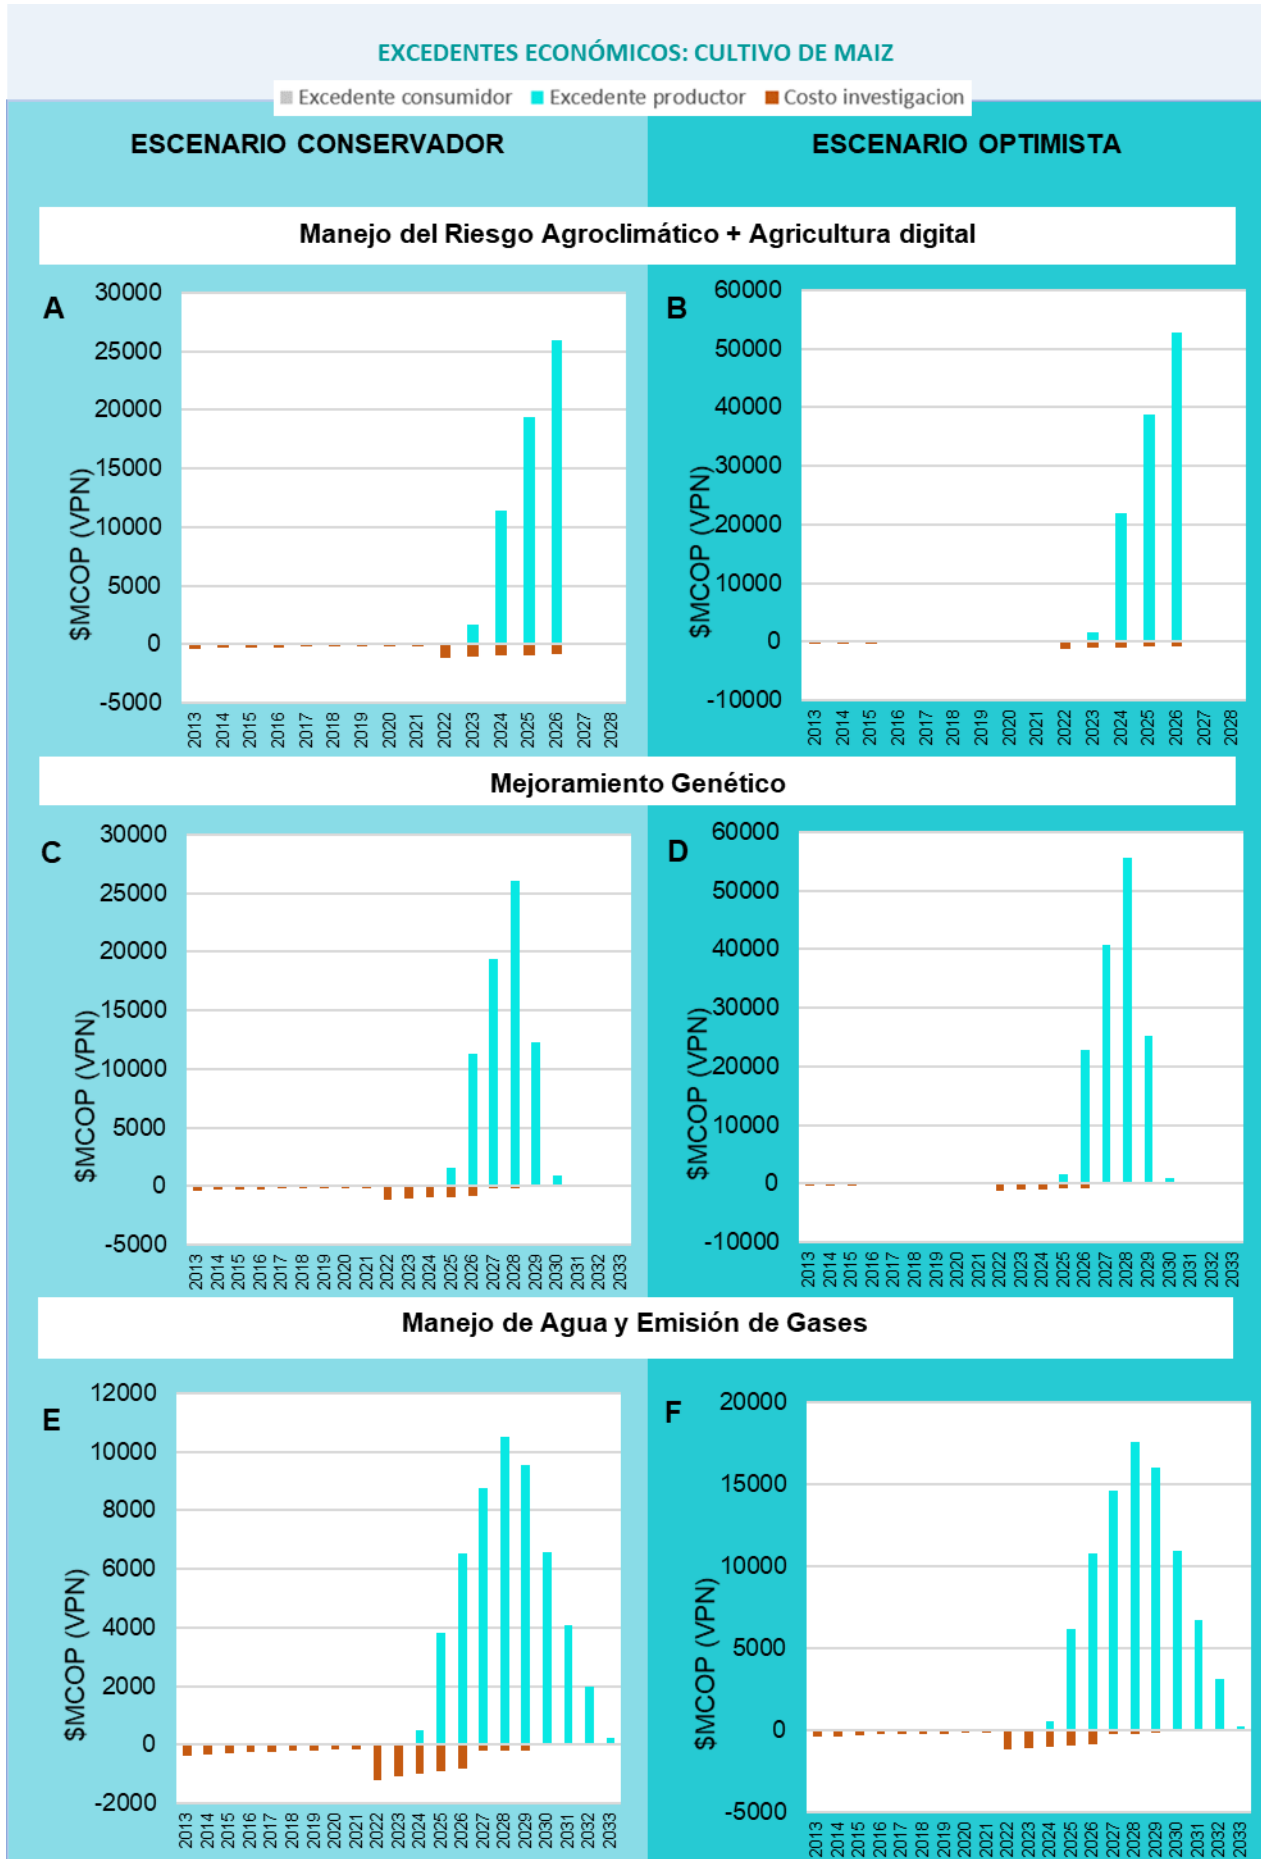 EXCEDENTES ECONÓMICOS: CULTIVO DE MAIZ
Excedente consumidor Excedente productor Costo investigacion
ESCENARIO CONSERVADOR ESCENARIO OPTIMISTA
Manejo del Riesgo Agroclimático + Agricultura digital
A
$MCOP (VPN)
30000
25000
20000
15000
10000
5000
0
-5000
2013 2014 2015 2016 2017 2018 2019 2020 2021 2022 2023 2024 2025 2026 2027 2028
B
$MCOP (VPN)
60000
50000
40000
30000
20000
10000
0
-10000
2013 2014 2015 2016 2017 2018 2019 2020 2021 2022 2023 2024 2025 2026 2027 2028
Mejoramiento Genético
C
$MCOP (VPN)
30000
25000
20000
15000
10000
5000
0
-5000
2013 2014 2015 2016 2017 2018 2019 2020 2021 2022 2023 2024 2025 2026 2027 2028 2029 2030 2031 2032 2033
D
$MCOP (VPN)
60000
50000
40000
30000
20000
10000
0
-10000
2013 2014 2015 2016 2017 2018 2019 2020 2021 2022 2023 2024 2025 2026 2027 2028 2029 2030 2031 2032 2033
Manejo de Agua y Emisión de Gases
E
$MCOP (VPN)
12000
10000
8000
6000
4000
2000
0
-2000
2013 2014 2015 2016 2017 2018 2019 2020 2021 2022 2023 2024 2025 2026 2027 2028 2029 2030 2031 2032 2033
F
$MCOP (VPN)
20000
15000
10000
5000
0
-5000
2013 2014 2015 2016 2017 2018 2019 2020 2021 2022 2023 2024 2025 2026 2027 2028 2029 2030 2031 2032 2033